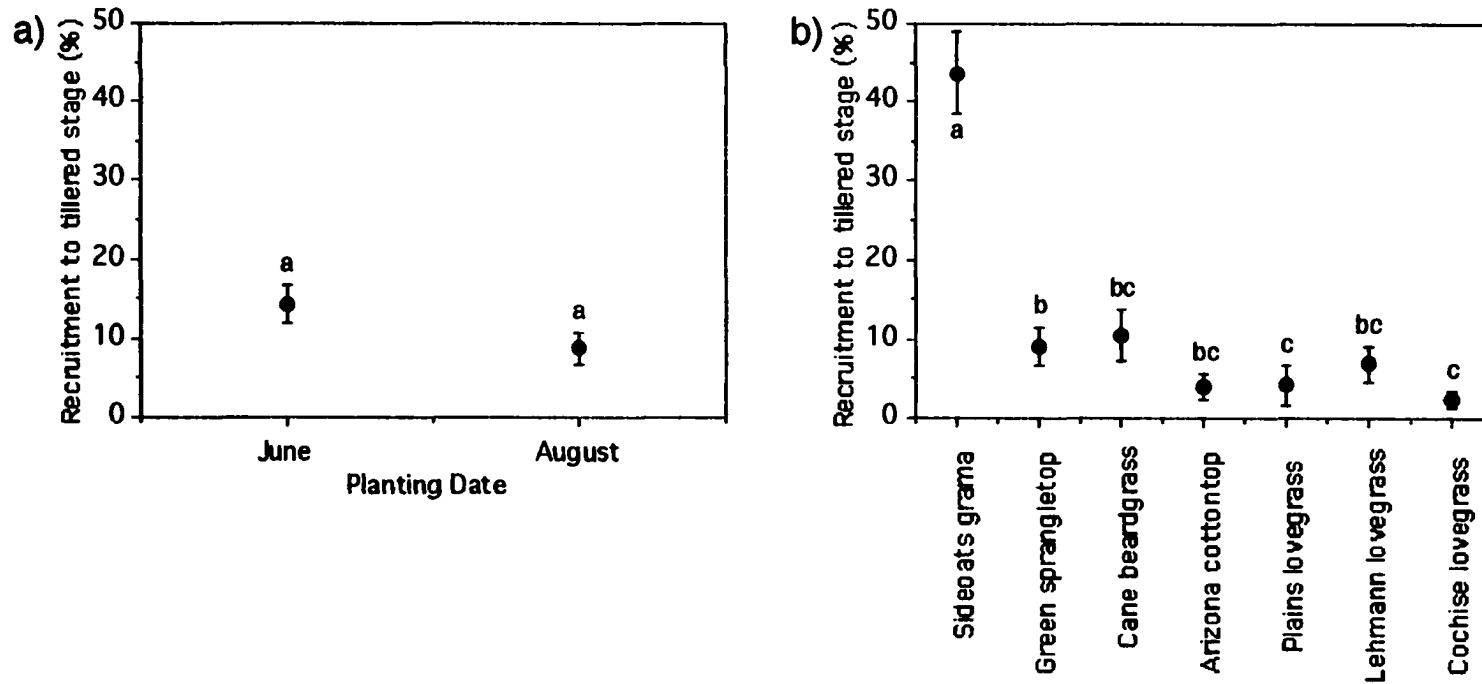 a)
Recruitment to tillered stage (%)
50
40
30
20
10
0
a
a
June
August
Planting Date
b)
Recruitment to tillered stage (%)
50
40
30
20
10
0
a
b
bc
bc
c
bc
c
Sideoats grama
Green sprangletop
Cane beardgrass
Arizona cottontop
Plains lovegrass
Lehmann lovegrass
Cochise lovegrass